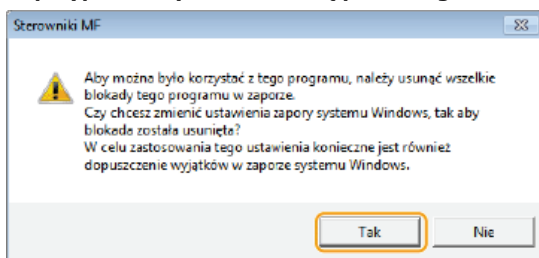 Sterowniki MF
Aby można było korzystać z tego programu, należy usunąć wszelkie
blokady tego programu w zaporze.
Czy chcesz zmienić ustawienia zapory systemu Windows, tak aby
blokada została usunięta?
W celu zastosowania tego ustawienia konieczne jest również
dopuszczenie wyjątków w zaporze systemu Windows.
Tak
Nie